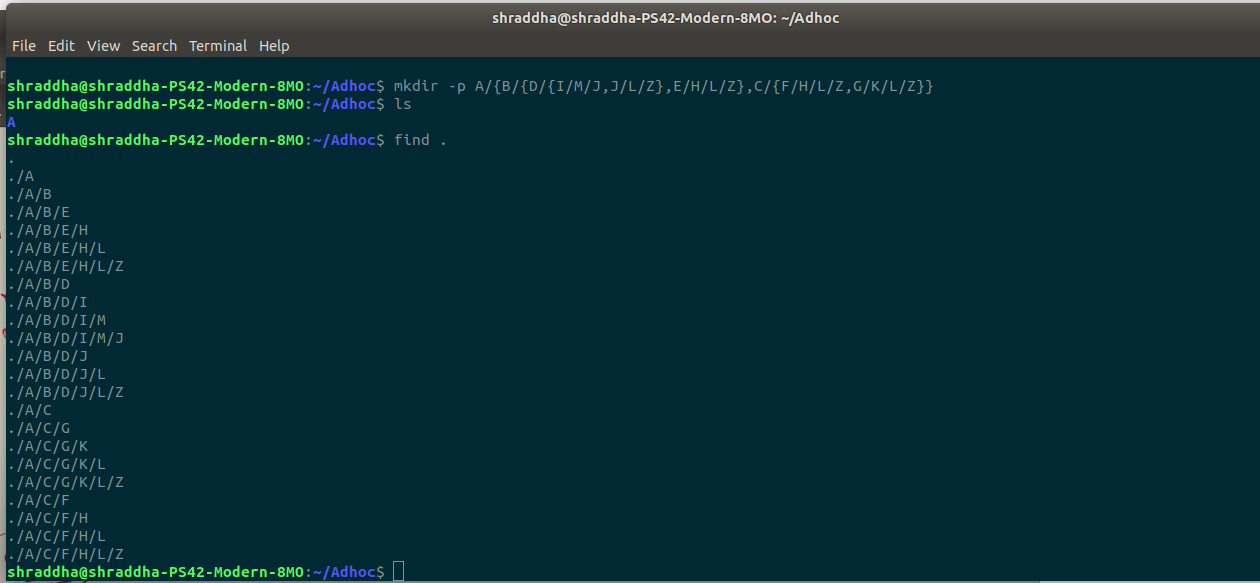 shraddha@shraddha-PS42-Modern-8MO: ~/Adhoc
File Edit View Search Terminal Help
shraddha@shraddha-PS42-Modern-8MO:~/Adhoc$ mkdir -p A/{B/{D/{I/M/J,J/L/Z},E/H/L/Z},C/{F/H/L/Z,G/K/L/Z}}
shraddha@shraddha-PS42-Modern-8MO:~/Adhoc$ ls
A
shraddha@shraddha-PS42-Modern-8MO:~/Adhoc$ find .
.
./A
./A/B
./A/B/E
./A/B/E/H
./A/B/E/H/L
./A/B/E/H/L/Z
./A/B/D
./A/B/D/I
./A/B/D/I/M
./A/B/D/I/M/J
./A/B/D/J
./A/B/D/J/L
./A/B/D/J/L/Z
./A/C
./A/C/G
./A/C/G/K
./A/C/G/K/L
./A/C/G/K/L/Z
./A/C/F
./A/C/F/H
./A/C/F/H/L
./A/C/F/H/L/Z
shraddha@shraddha-PS42-Modern-8MO:~/Adhoc$